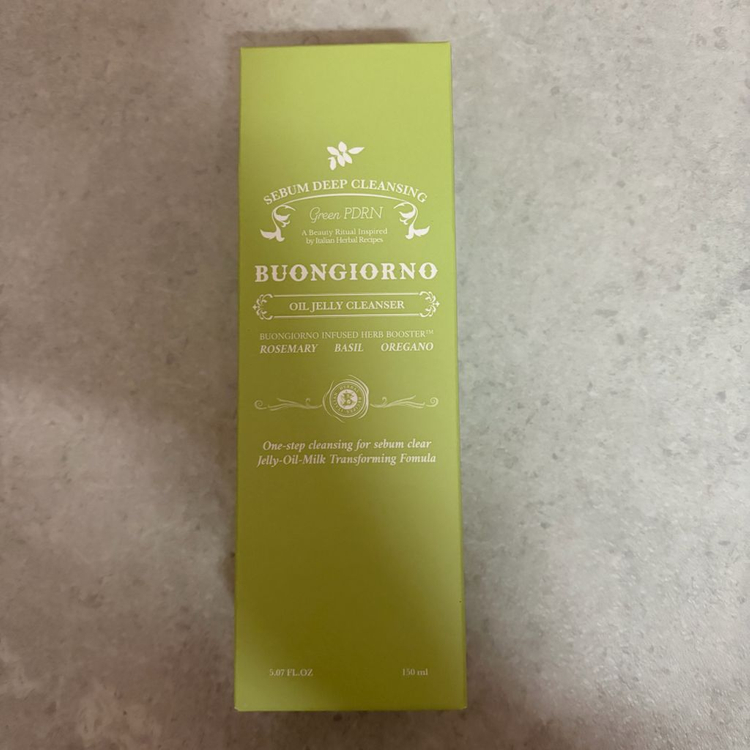 SEBUM DEEP CLEANSING
Green PDRN
A Beauty Ritual Inspired
by Italian Herbal Recipes
BUONGIORNO
OIL JELLY CLEANSER
BUONGIORNO INFUSED HERB BOOSTER™
ROSEMARY BASIL OREGANO
B
One-step cleansing for sebum clear
Jelly-Oil-Milk Transforming Fomula
5.07 FL.OZ 150 ml